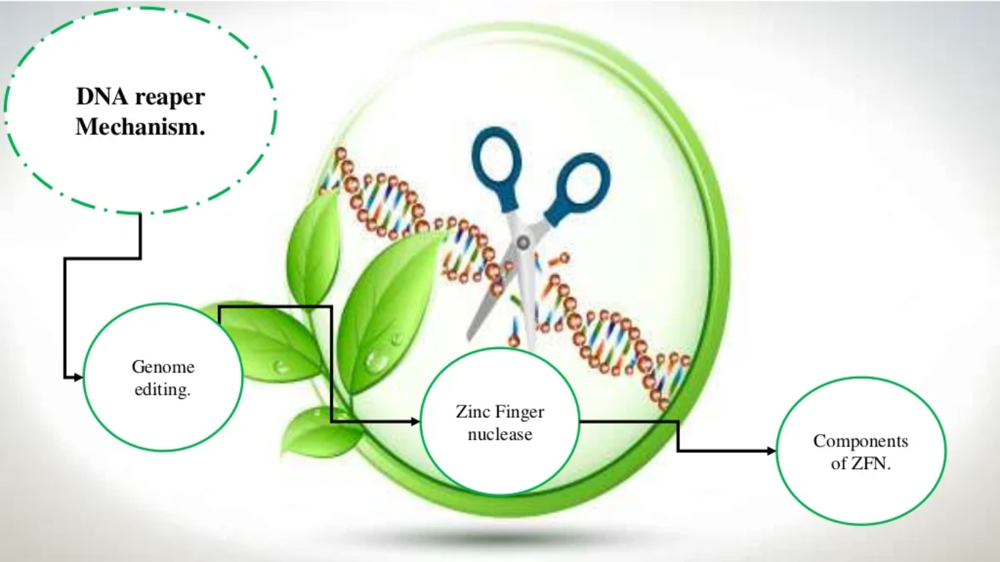 DNA reaper
Mechanism.
Genome
editing.
Zinc Finger
nuclease
Components
of ZFN.